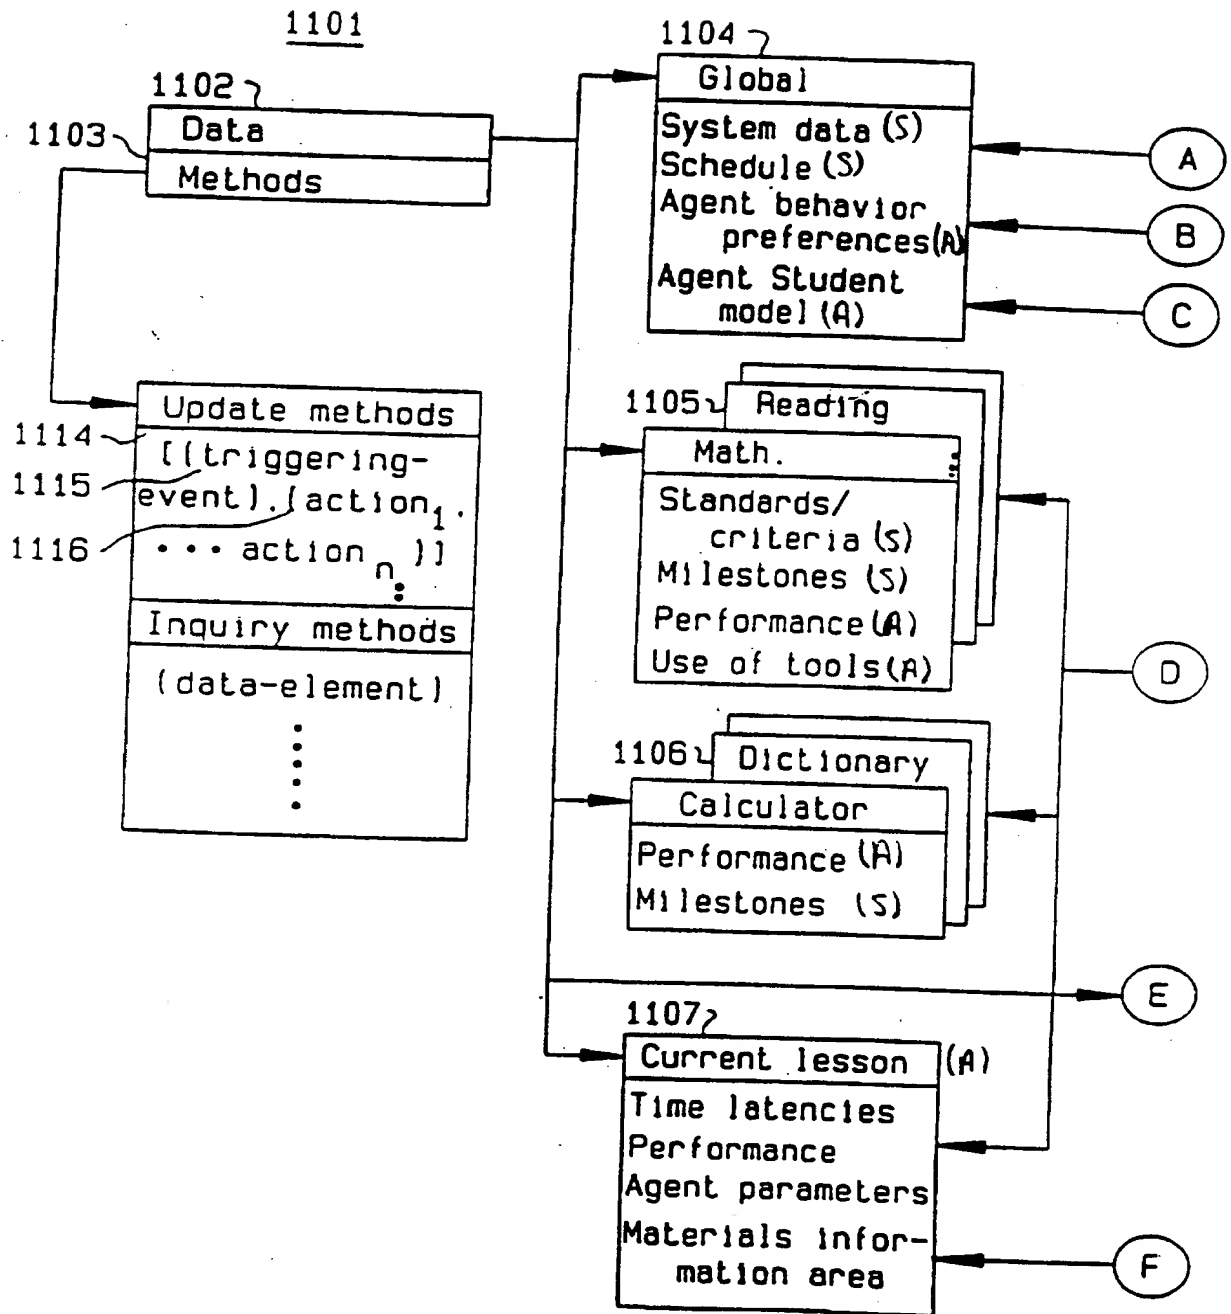 1101
1102
Data
1103
Methods
Update methods
1114
[((triggering-
1115
event).(action1.
1116
••• action n )]]
Inquiry methods
(data-element)
1104
Global
System data (S)
Schedule (S)
Agent behavior
preferences (A)
Agent Student
model (A)
A
B
C
1105
Reading
Math.
Standards/
criteria (S)
Milestones (S)
Performance (A)
Use of tools (A)
D
1106
Dictionary
Calculator
Performance (A)
Milestones (S)
E
1107
Current lesson (A)
Time latencies
Performance
Agent parameters
Materials infor-
mation area
F